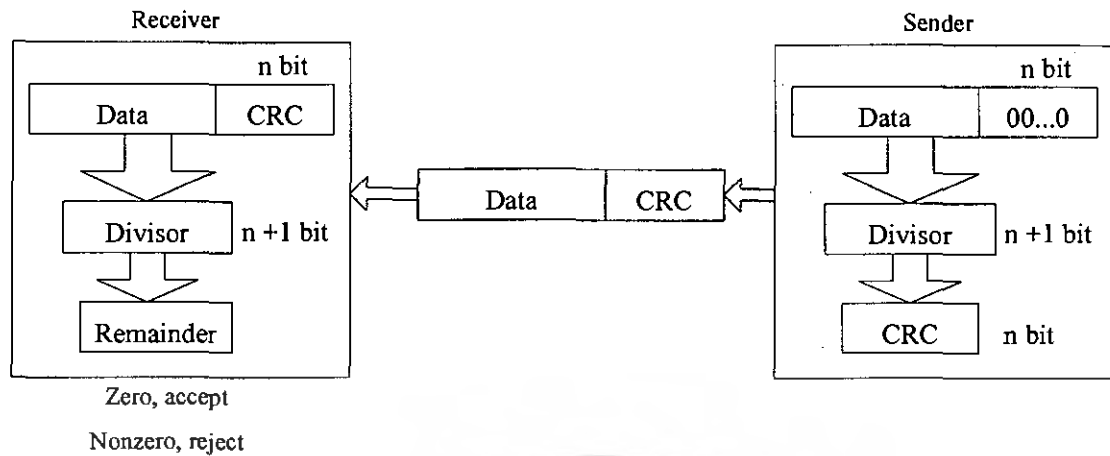 Receiver
Sender
n bit
n bit
Data CRC
Data 00...0
Data CRC
Divisor n +1 bit
Divisor n +1 bit
Remainder
CRC n bit
Zero, accept
Nonzero, reject